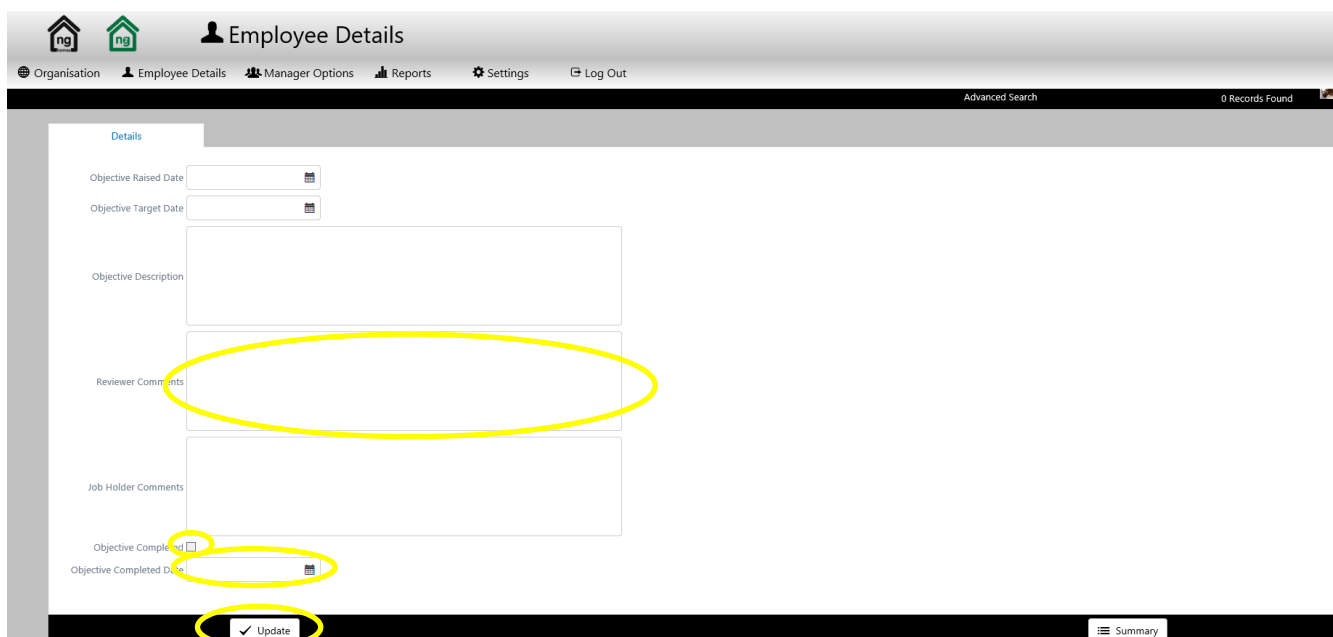 ng
ng
Employee Details
Organisation Employee Details Manager Options Reports Settings Log Out
Advanced Search 0 Records Found
Details
Objective Raised Date
Objective Target Date
Objective Description
Reviewer Comments
Job Holder Comments
Objective Completed
Objective Completed Date
Update Summary